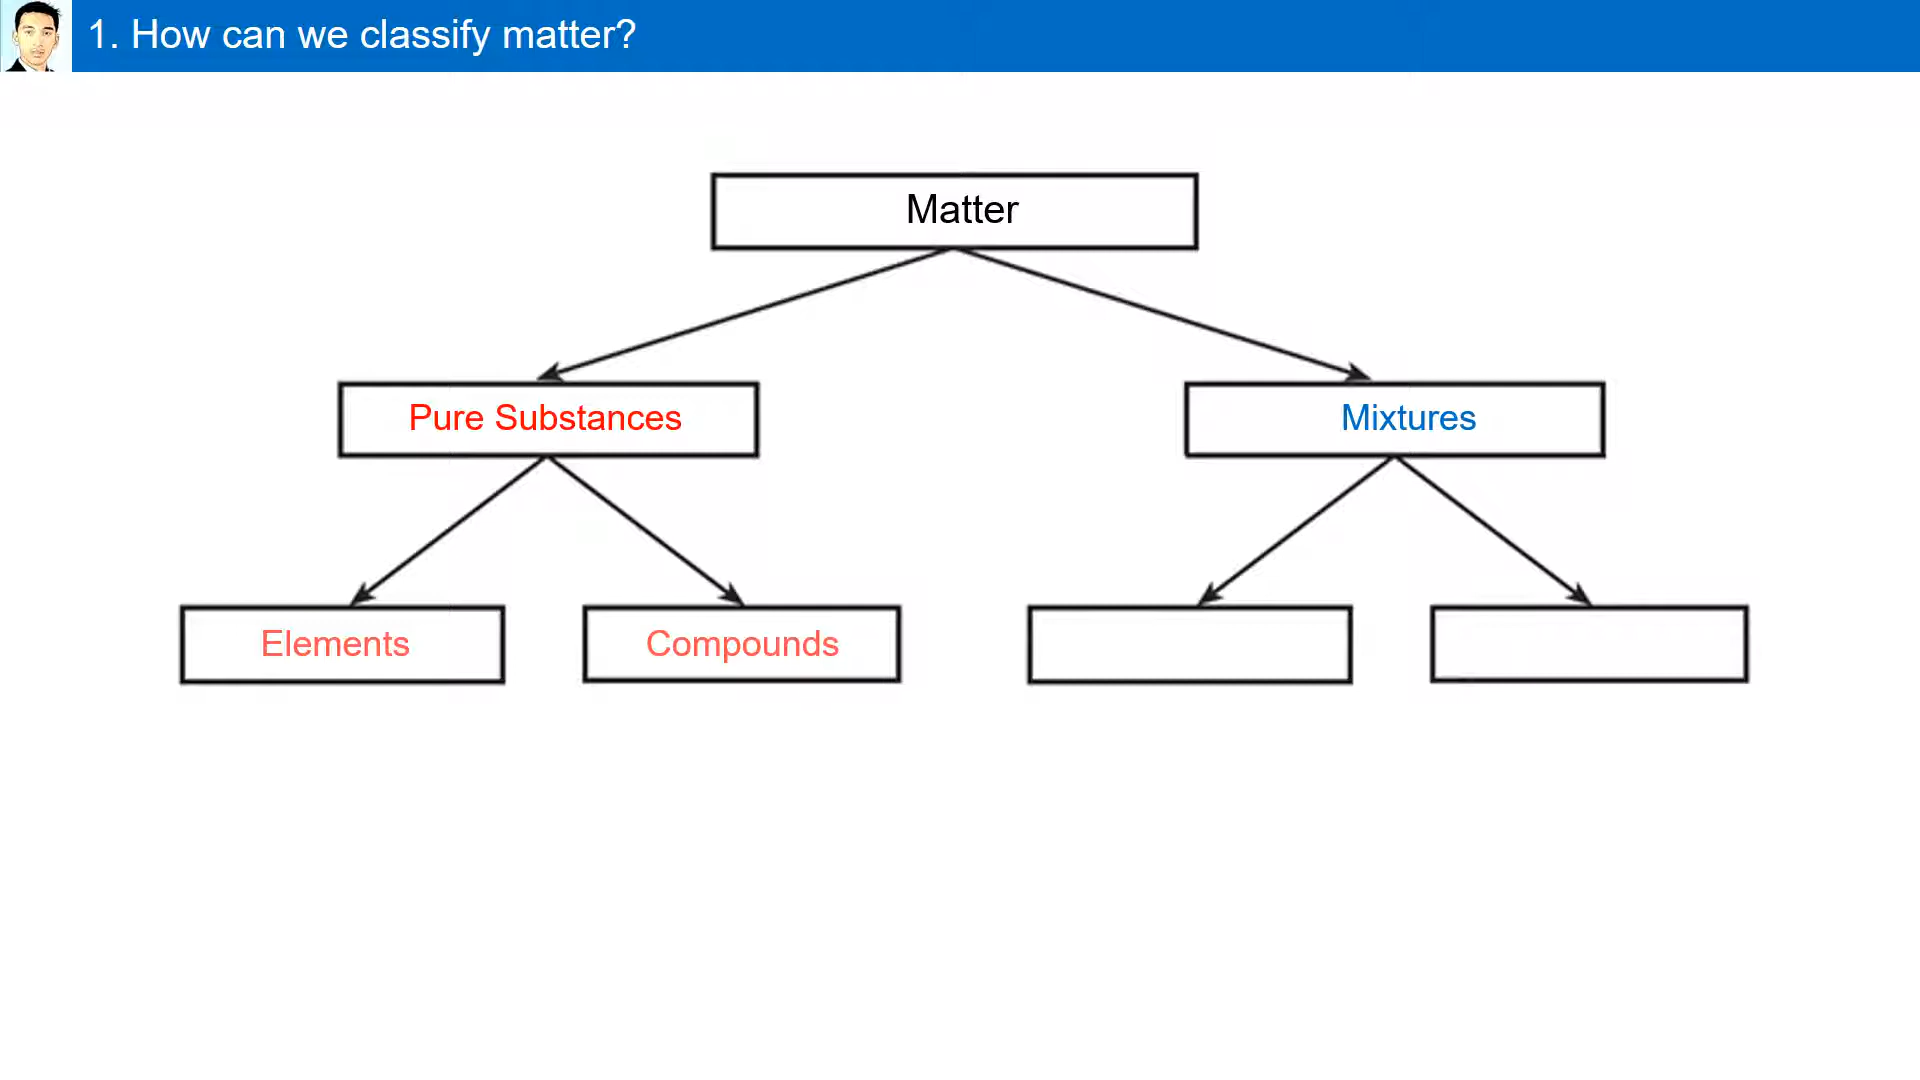 1. How can we classify matter?
Matter
Pure Substances
Mixtures
Elements
Compounds